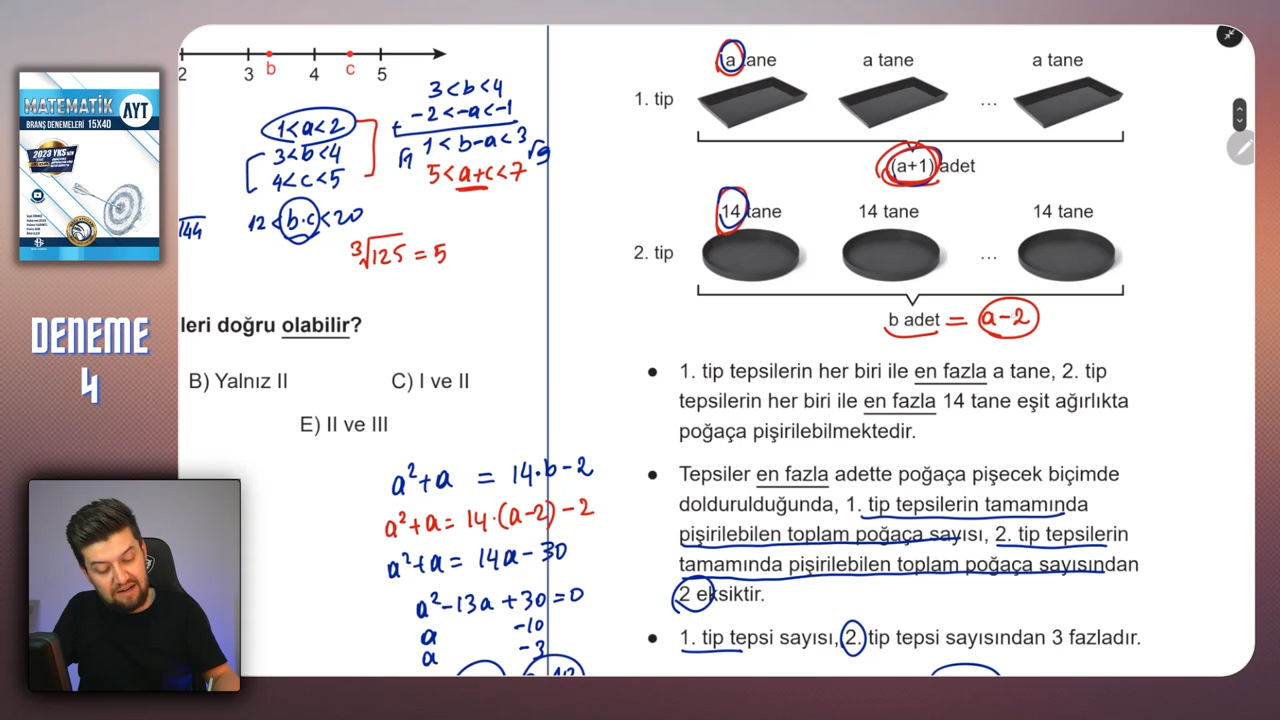 MATEMATİK
AYT
BRANŞ DENEMELERİ 15X40
2023 YKS'nin
DENEME
4
2 3 b 4 c 5
1<a<2
3<b<4
4<c<5
12<b.c<20
√44
3<b<4
-2<-a<-1
+
√1 1<b-a<3 √9
5<a+c<7
³√125 = 5
leri doğru olabilir?
B) Yalnız II
C) I ve II
E) II ve III
a²+a = 14.b-2
a²+a = 14.(a-2)-2
a²+a = 14a-30
a²-13a+30=0
a -10
a -3
a tane a tane a tane
1. tip ...
(a+1) adet
14 tane 14 tane 14 tane
2. tip ...
b adet = a-2
● 1. tip tepsilerin her biri ile en fazla a tane, 2. tip
tepsilerin her biri ile en fazla 14 tane eşit ağırlıkta
poğaça pişirilebilmektedir.
● Tepsiler en fazla adette poğaça pişecek biçimde
doldurulduğunda, 1. tip tepsilerin tamamında
pişirilebilen toplam poğaça sayısı, 2. tip tepsilerin
tamamında pişirilebilen toplam poğaça sayısından
2 eksiktir.
● 1. tip tepsi sayısı, 2. tip tepsi sayısından 3 fazladır.